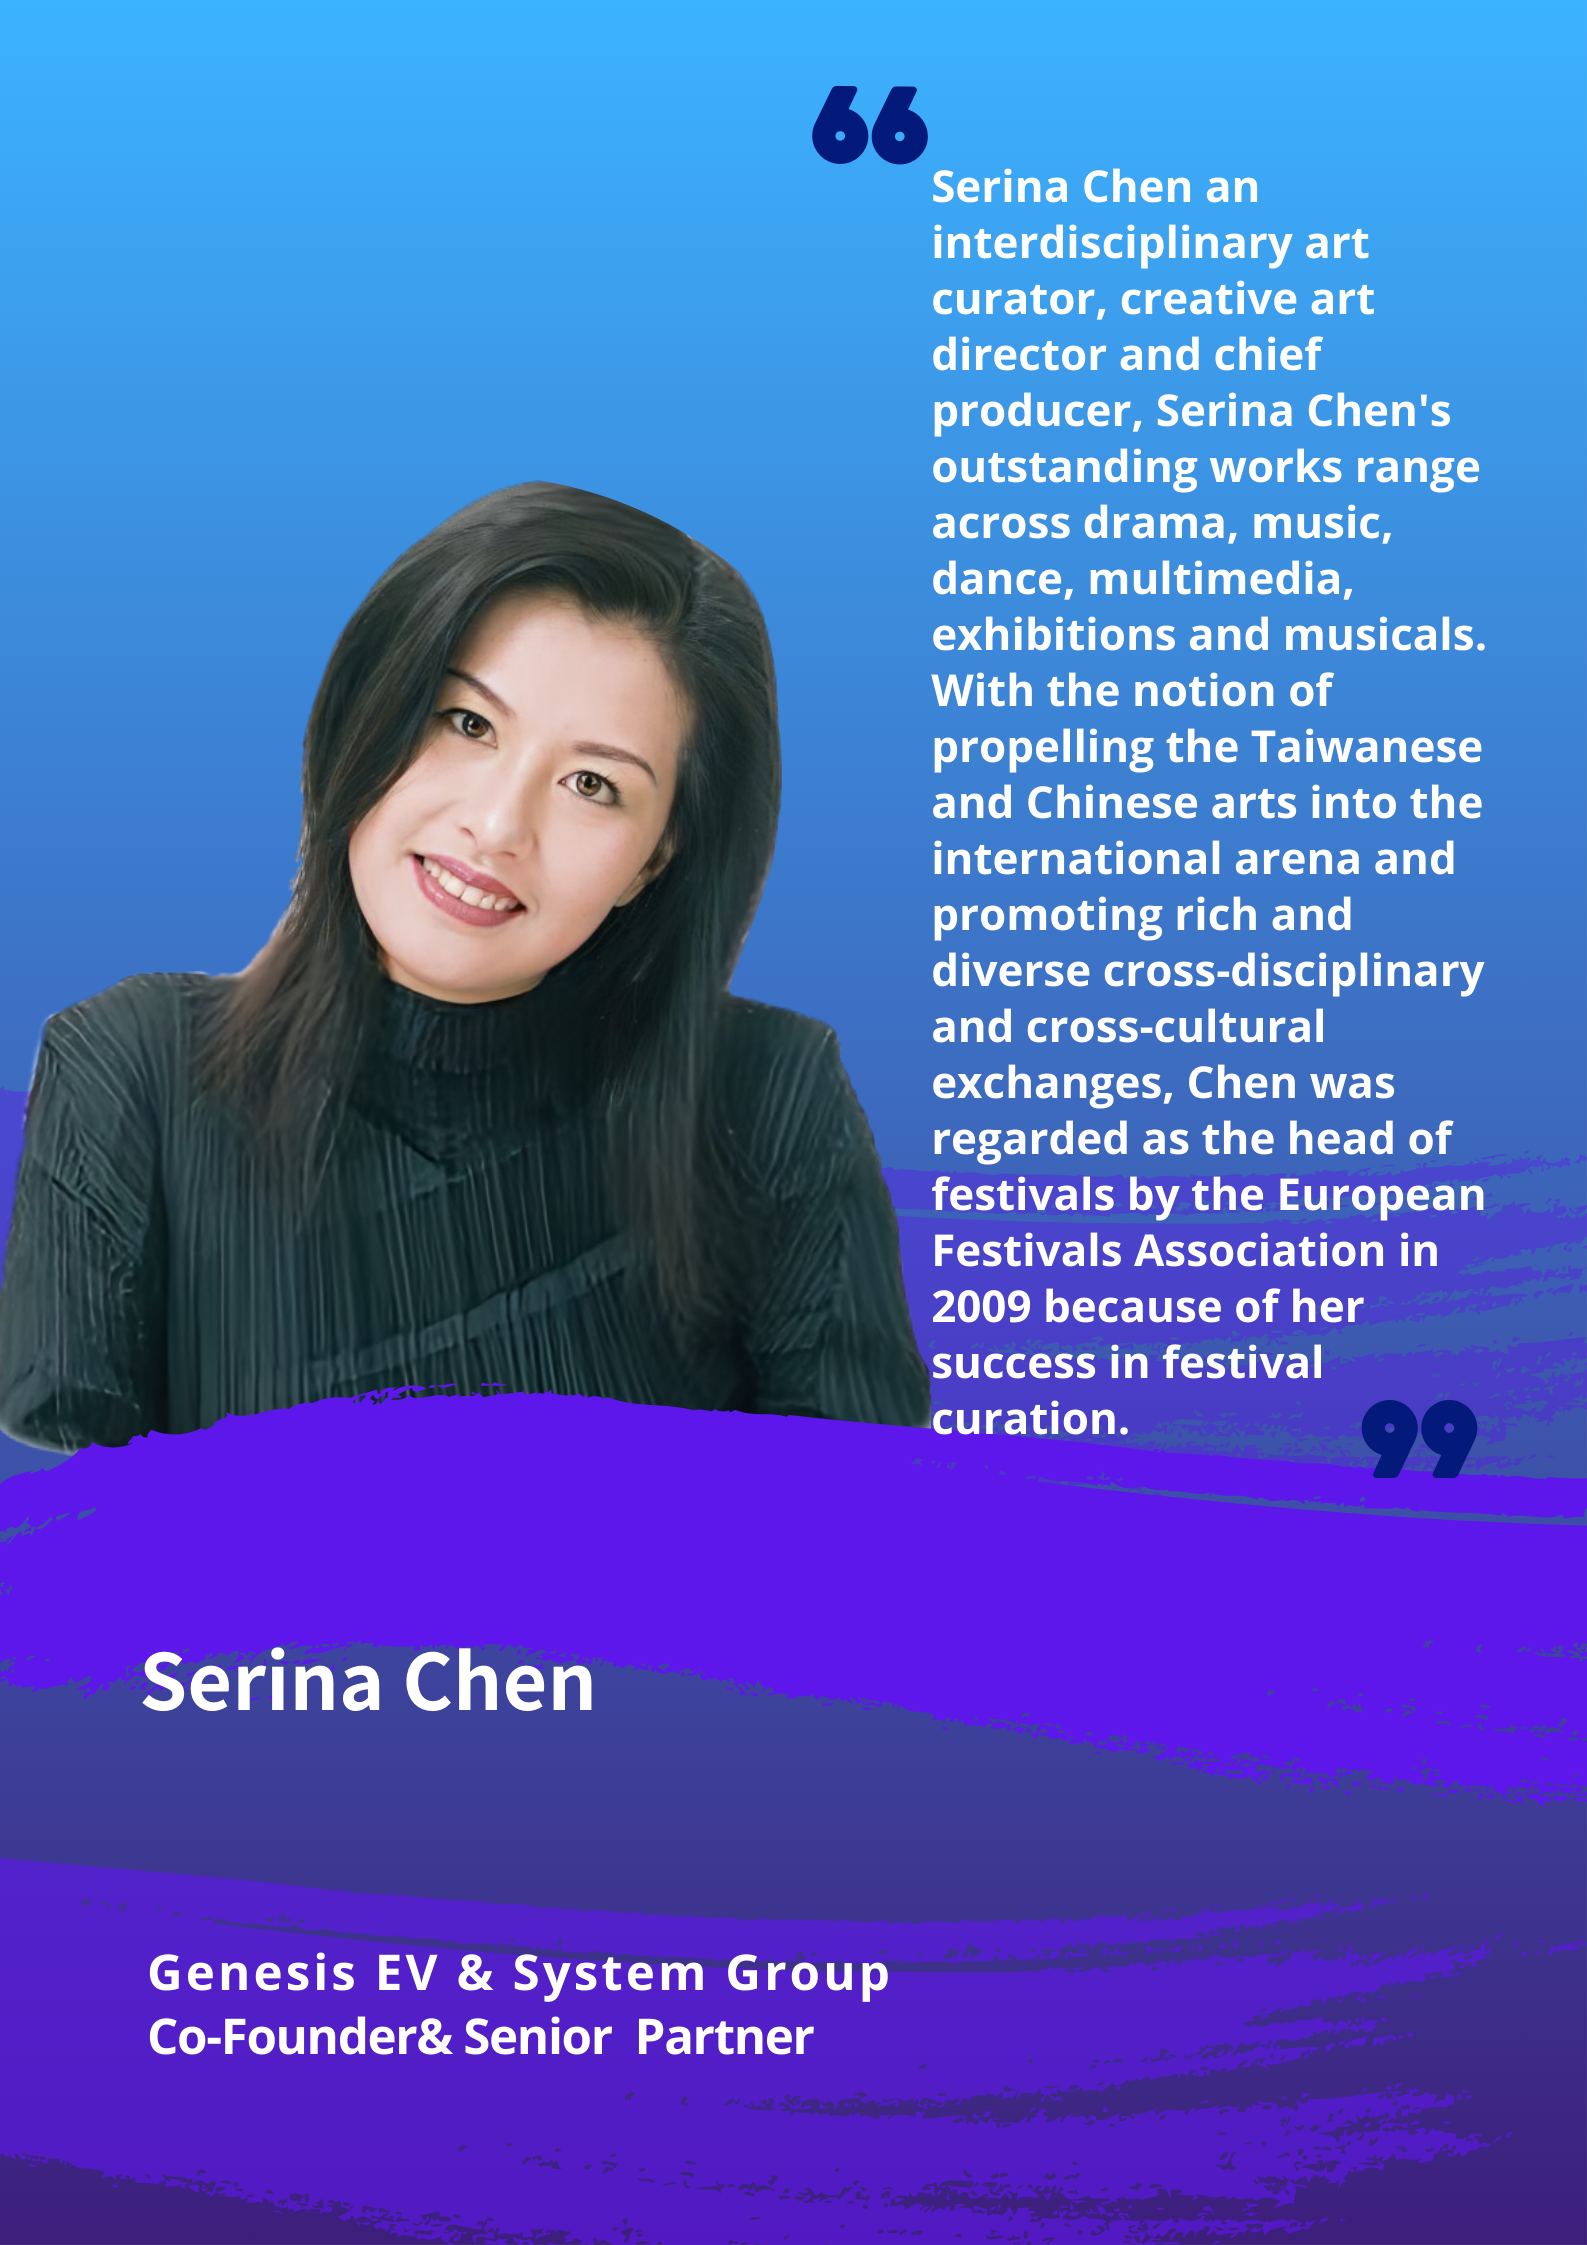 Serina Chen an
interdisciplinary art
curator, creative art
director and chief
producer, Serina Chen's
outstanding works range
across drama, music,
dance, multimedia,
exhibitions and musicals.
With the notion of
propelling the Taiwanese
and Chinese arts into the
international arena and
promoting rich and
diverse cross-disciplinary
and cross-cultural
exchanges, Chen was
regarded as the head of
festivals by the European
Festivals Association in
2009 because of her
success in festival
curation.
Serina Chen
Genesis EV & System Group
Co-Founder& Senior  Partner